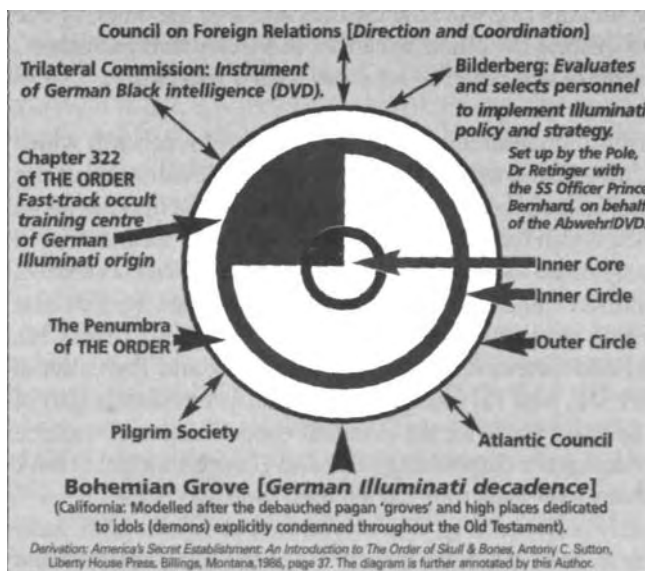 Council on Foreign Relations [Direction and Coordination]
Trilateral Commission: Instrument
of German Black intelligence (DVD).
Bilderberg: Evaluates
and selects personnel
to implement Illuminati
policy and strategy.
Set up by the Pole,
Dr Retinger with
the SS Officer Prince
Bernhard, on behalf
of the Abwehr/DVD.
Chapter 322
of THE ORDER
Fast-track occult
training centre
of German
Illuminati origin
Inner Core
Inner Circle
The Penumbra
of THE ORDER
Outer Circle
Pilgrim Society
Atlantic Council
Bohemian Grove [German Illuminati decadence]
(California: Modelled after the debauched pagan 'groves' and high places dedicated
to idols (demons) explicitly condemned throughout the Old Testament).
Derivation: America's Secret Establishment: An Introduction to The Order of Skull & Bones, Antony C. Sutton,
Liberty House Press, Billings, Montana, 1986, page 37. The diagram is further annotated by this Author.